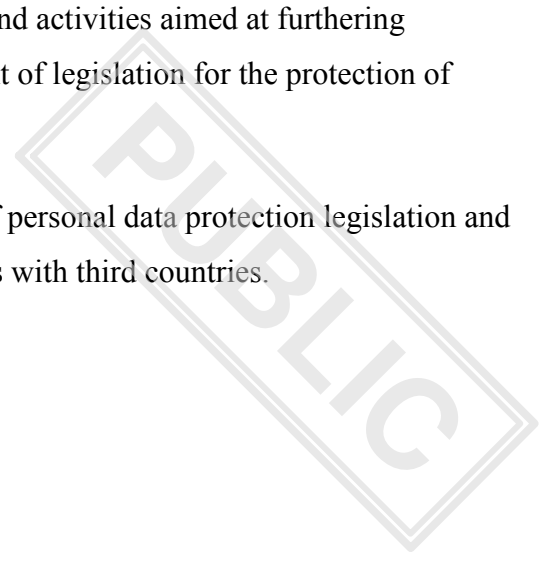 nd activities aimed at furthering
t of legislation for the protection of
personal data protection legislation and
s with third countries.
PUBLIC